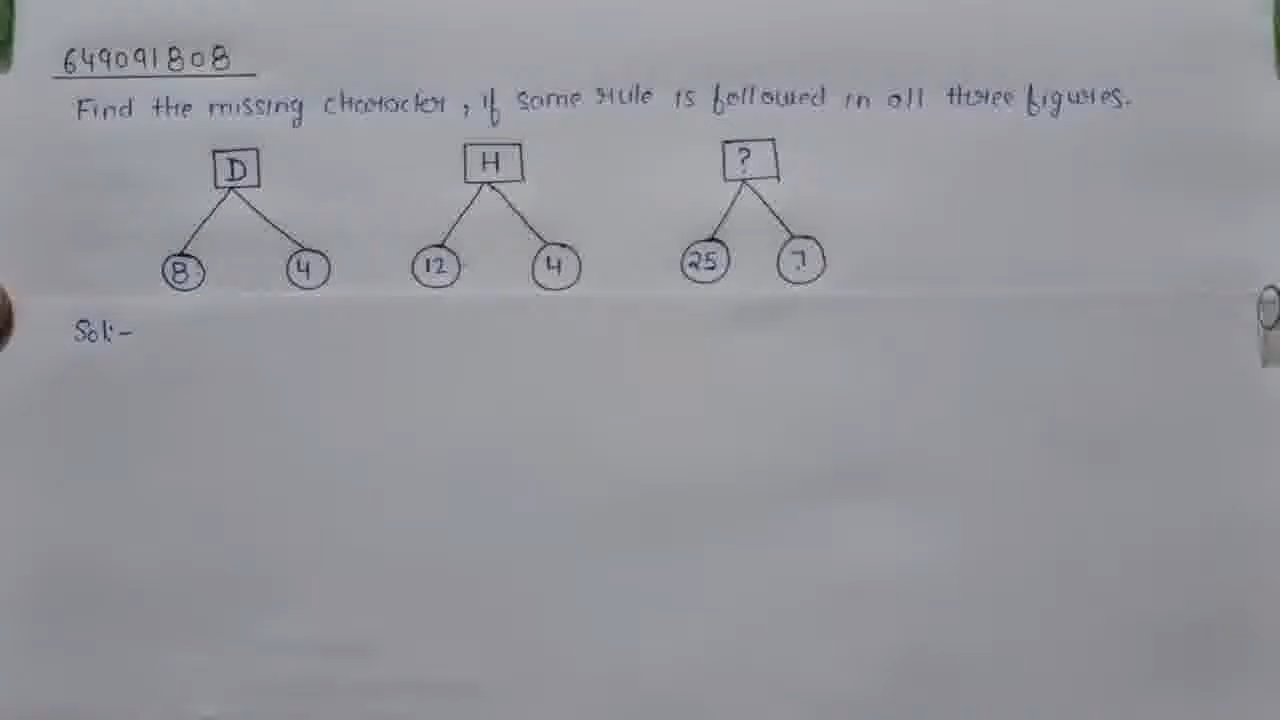 649091808
Find the missing character, if same rule is followed in all three figures.
D H ?
8 4 12 4 25 7
Sol:-